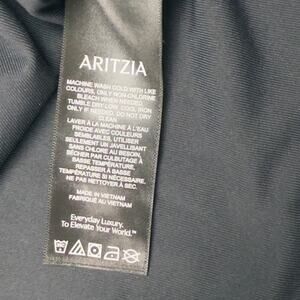 ARITZIA
MACHINE WASH COLD WITH LIKE
COLOURS, ONLY NON-CHLORINE
BLEACH WHEN NEEDED.
TUMBLE DRY LOW, COOL IRON
IF NEEDED, DO NOT DRY
CLEAN
LAVER À LA MACHINE À L'EAU
FROIDE AVEC COULEURS
SEMBLABLES, UTILISER
SEULEMENT UN JAVELLISANT
SANS CHLORE AU BESOIN
SÉCHER PAR CULBUTAGE À
BASSE TEMPÉRATURE.
REPASSER À BASSE
TEMPÉRATURE SI NÉCESSAIRE.
NE PAS NETTOYER À SEC.
MADE IN VIETNAM
FABRIQUÉ AU VIETNAM
Everyday Luxury.
To Elevate Your World.™